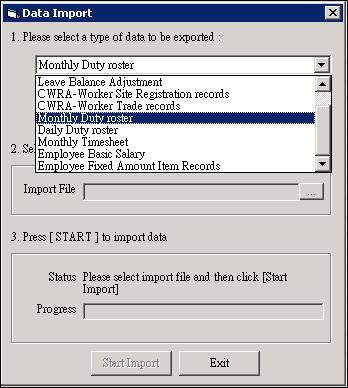 Data Import
1. Please select a type of data to be exported :
Monthly Duty roster
Leave Balance Adjustment
CWRA-Worker Site Registration records
CWRA-Worker Trade records
Monthly Duty roster
Daily Duty roster
Monthly Timesheet
Employee Basic Salary
Employee Fixed Amount Item Records
2. Se
Import File
...
3. Press [ START ] to import data
Status Please select import file and then click [Start
Import]
Progress
Start Import Exit